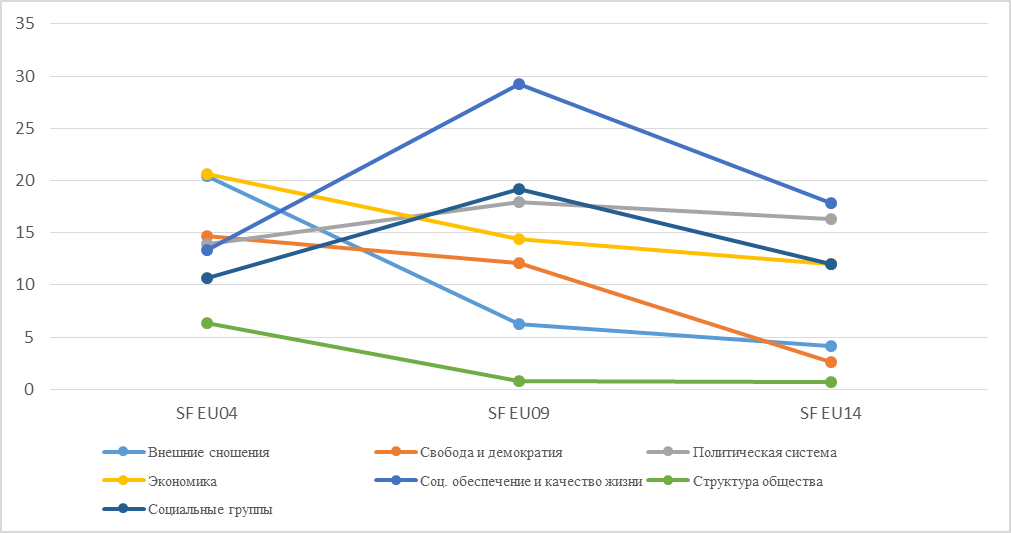 35
30
25
20
15
10
5
0
SF EU04 SF EU09 SF EU14
Внешние сношения Свобода и демократия Политическая система
Экономика Соц. обеспечение и качество жизни Структура общества
Социальные группы